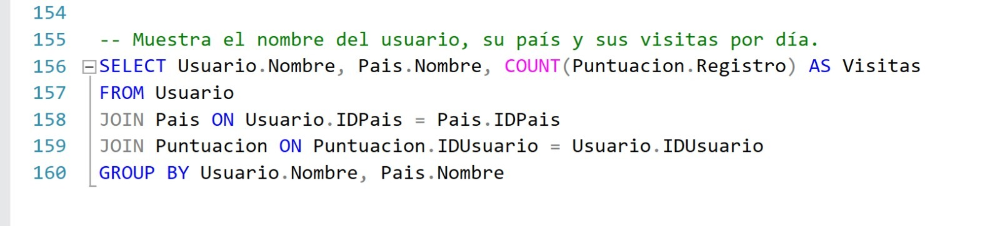 154
155 -- Muestra el nombre del usuario, su país y sus visitas por día.
156 SELECT Usuario.Nombre, Pais.Nombre, COUNT(Puntuacion.Registro) AS Visitas
157 FROM Usuario
158 JOIN Pais ON Usuario.IDPais = Pais.IDPais
159 JOIN Puntuacion ON Puntuacion.IDUsuario = Usuario.IDUsuario
160 GROUP BY Usuario.Nombre, Pais.Nombre